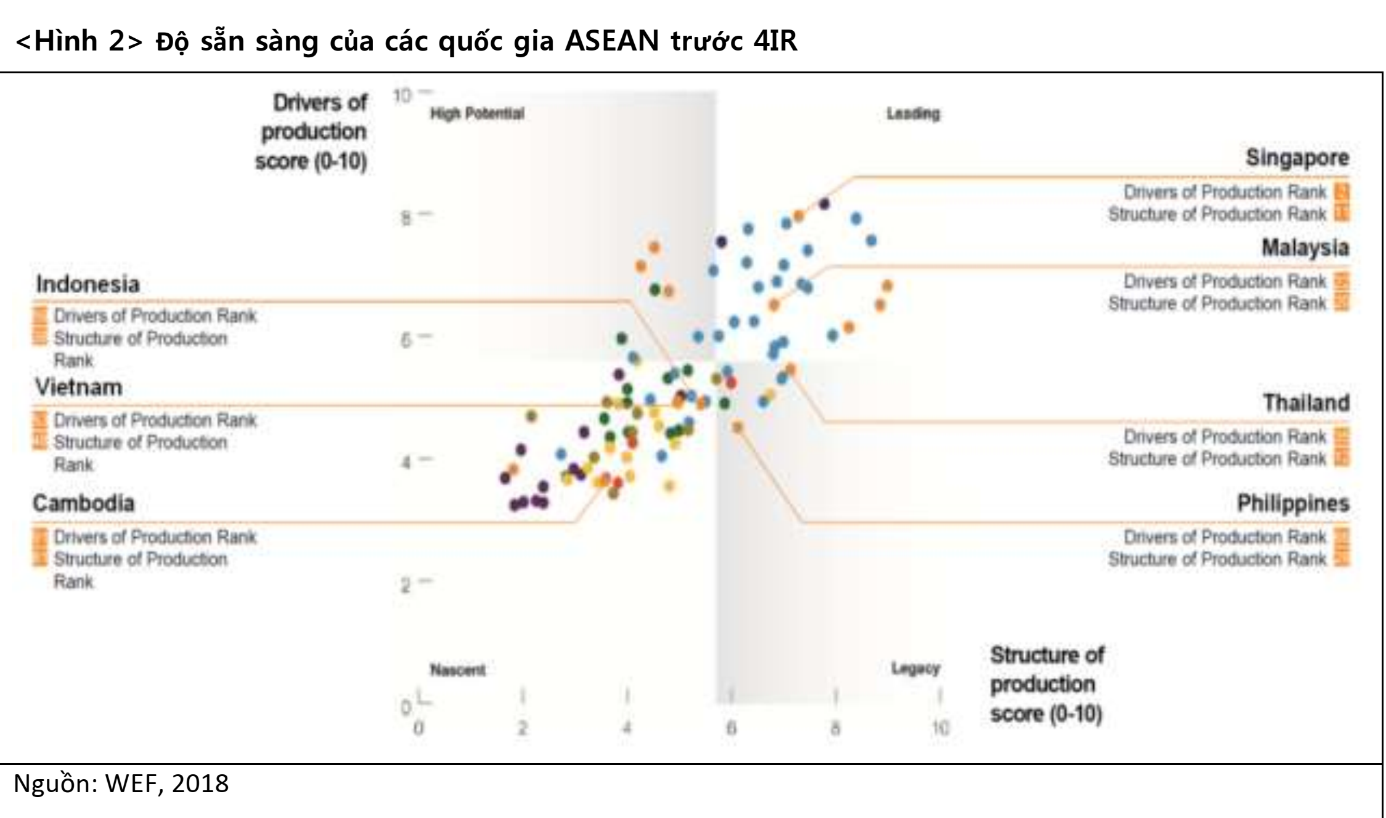 <Hình 2> Độ sẵn sàng của các quốc gia ASEAN trước 4IR
Drivers of
production
score (0-10)
10
8
6
4
2
0
High Potential
Leading
Nascent
Legacy
0 2 4 6 8 10
Structure of
production
score (0-10)
Indonesia
Drivers of Production Rank
Structure of Production
Rank
Vietnam
Drivers of Production Rank
Structure of Production
Rank
Cambodia
Drivers of Production Rank
Structure of Production
Rank
Singapore
Drivers of Production Rank 2
Structure of Production Rank 11
Malaysia
Drivers of Production Rank
Structure of Production Rank
Thailand
Drivers of Production Rank
Structure of Production Rank
Philippines
Drivers of Production Rank
Structure of Production Rank
Nguồn: WEF, 2018